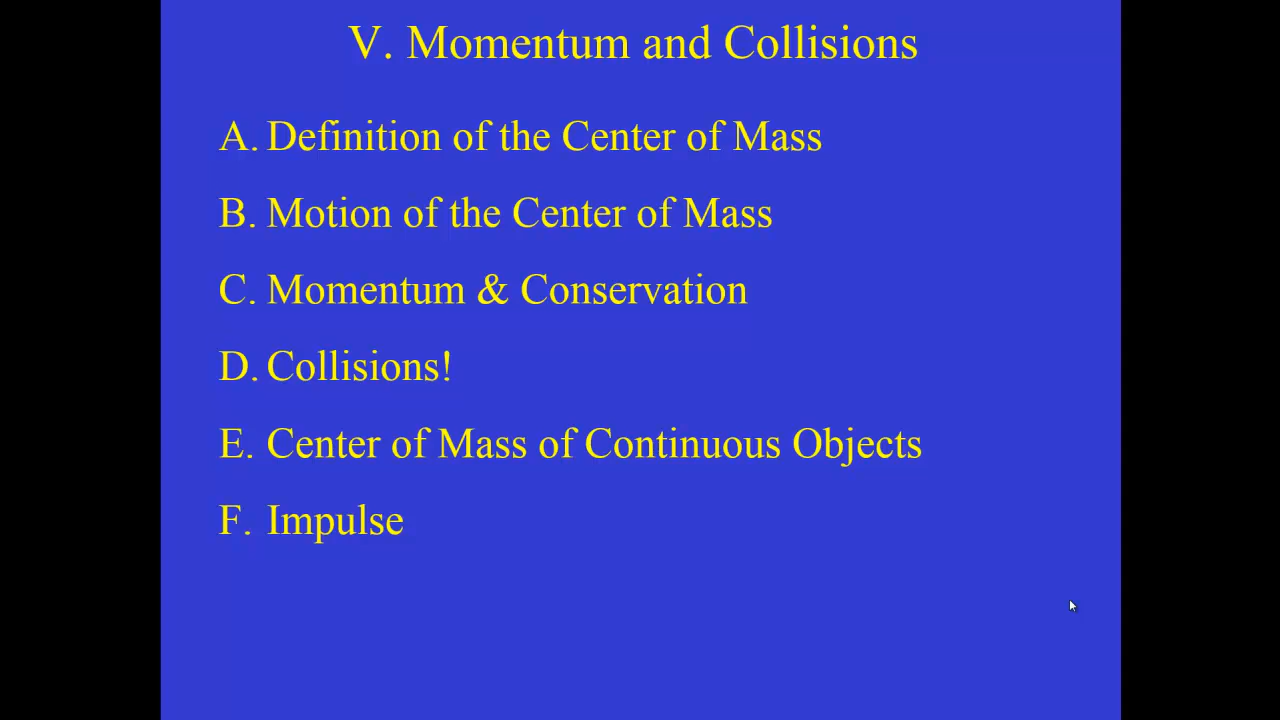 V. Momentum and Collisions
A. Definition of the Center of Mass
B. Motion of the Center of Mass
C. Momentum & Conservation
D. Collisions!
E. Center of Mass of Continuous Objects
F. Impulse